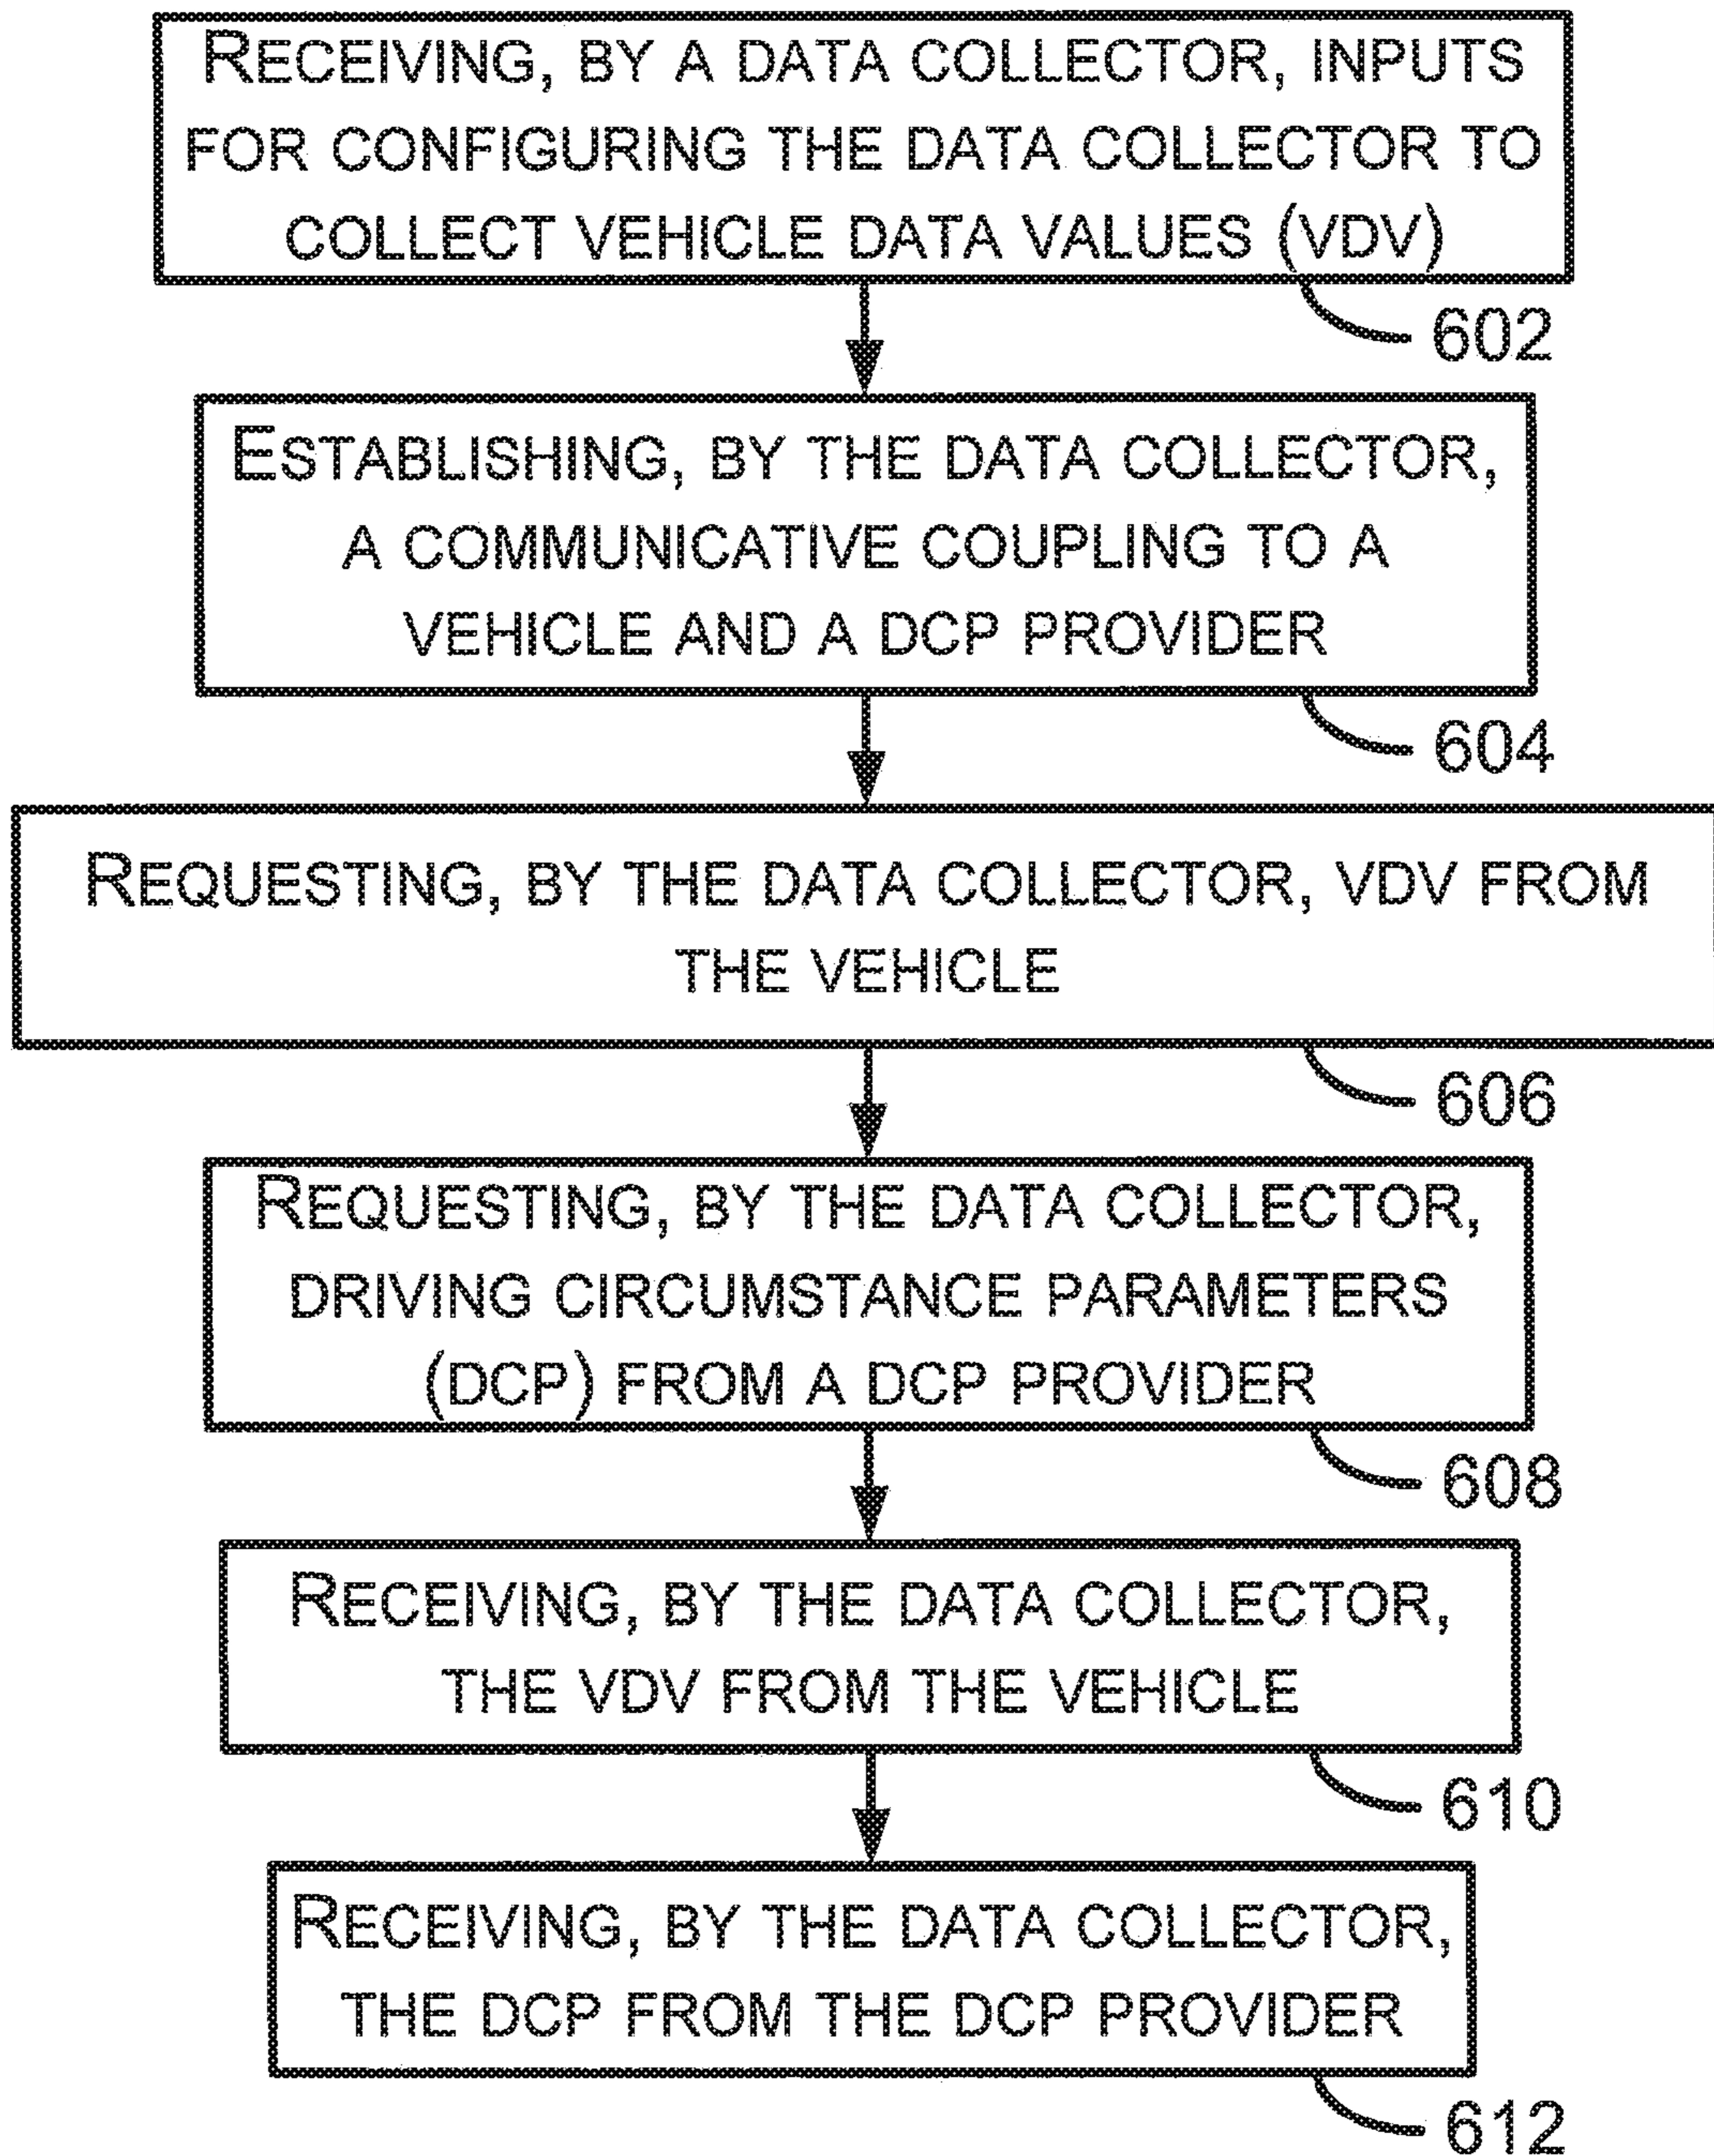 RECEIVING, BY A DATA COLLECTOR, INPUTS
FOR CONFIGURING THE DATA COLLECTOR TO
COLLECT VEHICLE DATA VALUES (VDV)
602
ESTABLISHING, BY THE DATA COLLECTOR,
A COMMUNICATIVE COUPLING TO A
VEHICLE AND A DCP PROVIDER
604
REQUESTING, BY THE DATA COLLECTOR, VDV FROM
THE VEHICLE
606
REQUESTING, BY THE DATA COLLECTOR,
DRIVING CIRCUMSTANCE PARAMETERS
(DCP) FROM A DCP PROVIDER
608
RECEIVING, BY THE DATA COLLECTOR,
THE VDV FROM THE VEHICLE
610
RECEIVING, BY THE DATA COLLECTOR,
THE DCP FROM THE DCP PROVIDER
612